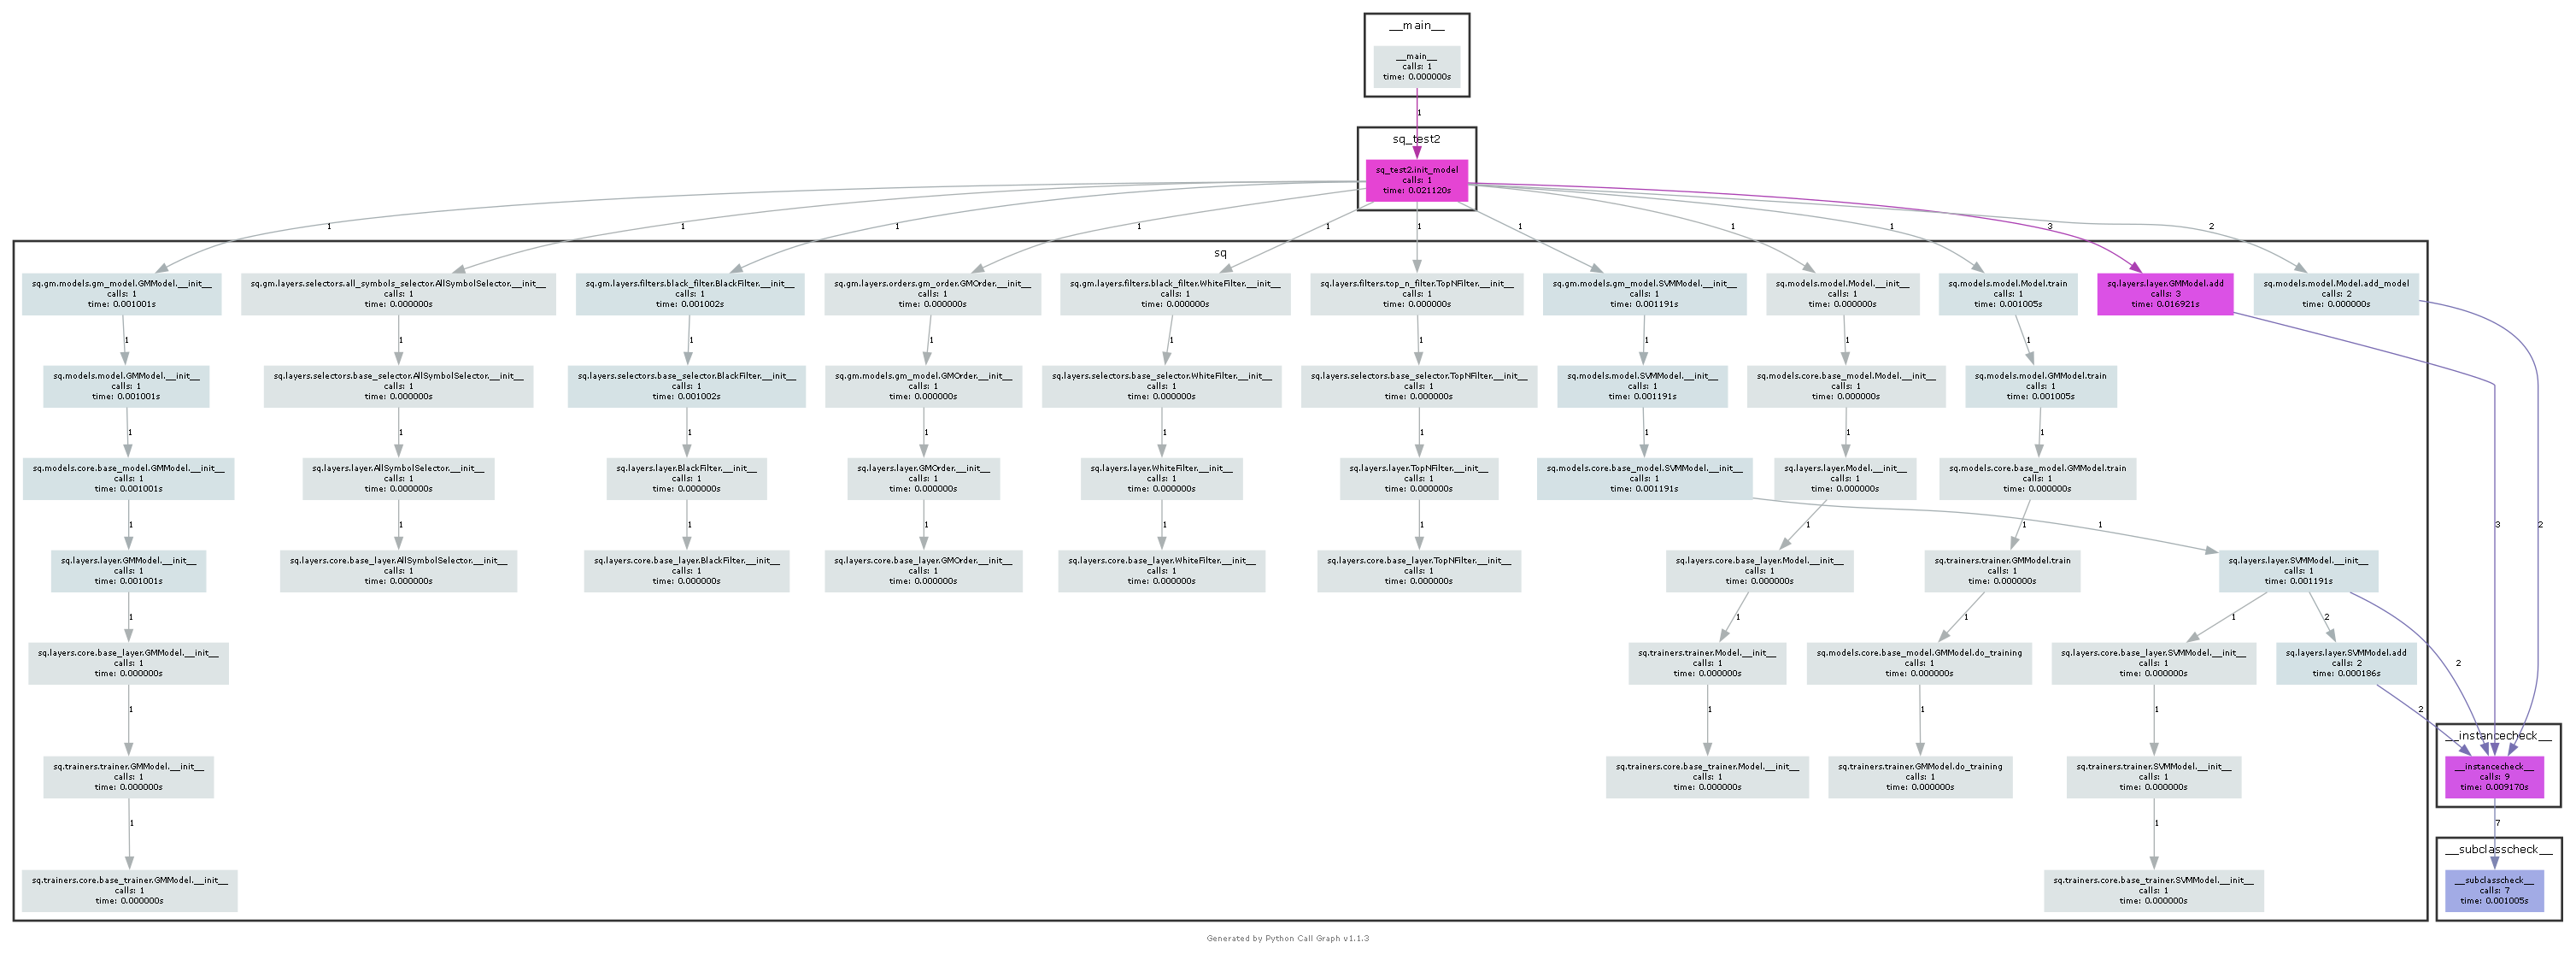 __main__
__main__
calls: 1
time: 0.000000s
1
sq_test2
sq_test2.init_model
calls: 1
time: 0.021120s
1
1
1
1
1
1
1
1
1
3
2
sq
sq.gm.models.gm_model.GMModel.__init__
calls: 1
time: 0.001001s
sq.gm.layers.selectors.all_symbols_selector.AllSymbolSelector.__init__
calls: 1
time: 0.000000s
sq.gm.layers.filters.black_filter.BlackFilter.__init__
calls: 1
time: 0.001002s
sq.gm.layers.orders.gm_order.GMOrder.__init__
calls: 1
time: 0.000000s
sq.gm.layers.filters.black_filter.WhiteFilter.__init__
calls: 1
time: 0.000000s
sq.layers.filters.top_n_filter.TopNFilter.__init__
calls: 1
time: 0.000000s
sq.gm.models.gm_model.SVMModel.__init__
calls: 1
time: 0.001191s
sq.models.model.Model.__init__
calls: 1
time: 0.000000s
sq.models.model.Model.train
calls: 1
time: 0.001005s
sq.layers.layer.GMModel.add
calls: 3
time: 0.016921s
sq.models.model.Model.add_model
calls: 2
time: 0.000000s
1
1
1
1
1
1
1
1
1
sq.models.model.GMModel.__init__
calls: 1
time: 0.001001s
sq.layers.selectors.base_selector.AllSymbolSelector.__init__
calls: 1
time: 0.000000s
sq.layers.selectors.base_selector.BlackFilter.__init__
calls: 1
time: 0.001002s
sq.gm.models.gm_model.GMOrder.__init__
calls: 1
time: 0.000000s
sq.layers.selectors.base_selector.WhiteFilter.__init__
calls: 1
time: 0.000000s
sq.layers.selectors.base_selector.TopNFilter.__init__
calls: 1
time: 0.000000s
sq.models.model.SVMModel.__init__
calls: 1
time: 0.001191s
sq.models.core.base_model.Model.__init__
calls: 1
time: 0.000000s
sq.models.model.GMModel.train
calls: 1
time: 0.001005s
1
1
1
1
1
1
1
1
1
sq.models.core.base_model.GMModel.__init__
calls: 1
time: 0.001001s
sq.layers.layer.AllSymbolSelector.__init__
calls: 1
time: 0.000000s
sq.layers.layer.BlackFilter.__init__
calls: 1
time: 0.000000s
sq.layers.layer.GMOrder.__init__
calls: 1
time: 0.000000s
sq.layers.layer.WhiteFilter.__init__
calls: 1
time: 0.000000s
sq.layers.layer.TopNFilter.__init__
calls: 1
time: 0.000000s
sq.models.core.base_model.SVMModel.__init__
calls: 1
time: 0.001191s
sq.layers.layer.Model.__init__
calls: 1
time: 0.000000s
sq.models.core.base_model.GMModel.train
calls: 1
time: 0.000000s
1
1
1
1
1
1
1
1
1
3
2
sq.layers.layer.GMModel.__init__
calls: 1
time: 0.001001s
sq.layers.core.base_layer.AllSymbolSelector.__init__
calls: 1
time: 0.000000s
sq.layers.core.base_layer.BlackFilter.__init__
calls: 1
time: 0.000000s
sq.layers.core.base_layer.GMOrder.__init__
calls: 1
time: 0.000000s
sq.layers.core.base_layer.WhiteFilter.__init__
calls: 1
time: 0.000000s
sq.layers.core.base_layer.TopNFilter.__init__
calls: 1
time: 0.000000s
sq.layers.core.base_layer.Model.__init__
calls: 1
time: 0.000000s
sq.trainers.trainer.GMModel.train
calls: 1
time: 0.000000s
sq.layers.layer.SVMModel.__init__
calls: 1
time: 0.001191s
1
1
1
1
2
2
sq.layers.core.base_layer.GMModel.__init__
calls: 1
time: 0.000000s
sq.trainers.trainer.Model.__init__
calls: 1
time: 0.000000s
sq.models.core.base_model.GMModel.do_training
calls: 1
time: 0.000000s
sq.layers.core.base_layer.SVMModel.__init__
calls: 1
time: 0.000000s
sq.layers.layer.SVMModel.add
calls: 2
time: 0.000186s
1
1
1
1
2
__instancecheck__
sq.trainers.trainer.GMModel.__init__
calls: 1
time: 0.000000s
sq.trainers.core.base_trainer.Model.__init__
calls: 1
time: 0.000000s
sq.trainers.trainer.GMModel.do_training
calls: 1
time: 0.000000s
sq.trainers.trainer.SVMModel.__init__
calls: 1
time: 0.000000s
__instancecheck__
calls: 9
time: 0.009170s
1
1
7
__subclasscheck__
sq.trainers.core.base_trainer.GMModel.__init__
calls: 1
time: 0.000000s
sq.trainers.core.base_trainer.SVMModel.__init__
calls: 1
time: 0.000000s
__subclasscheck__
calls: 7
time: 0.001005s
Generated by Python Call Graph v1.1.3